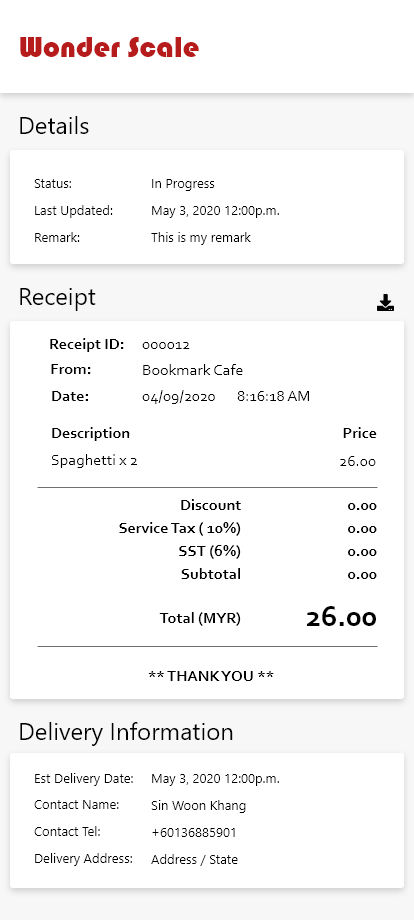 Wonder Scale
Details
Status: In Progress
Last Updated: May 3, 2020 12:00p.m.
Remark: This is my remark
Receipt
Receipt ID: 000012
From: Bookmark Cafe
Date: 04/09/2020 8:16:18 AM
Description Price
Spaghetti x 2 26.00
Discount 0.00
Service Tax ( 10%) 0.00
SST (6%) 0.00
Subtotal 0.00
Total (MYR) 26.00
** THANKYOU **
Delivery Information
Est Delivery Date: May 3, 2020 12:00p.m.
Contact Name: Sin Woon Khang
Contact Tel: +60136885901
Delivery Address: Address / State